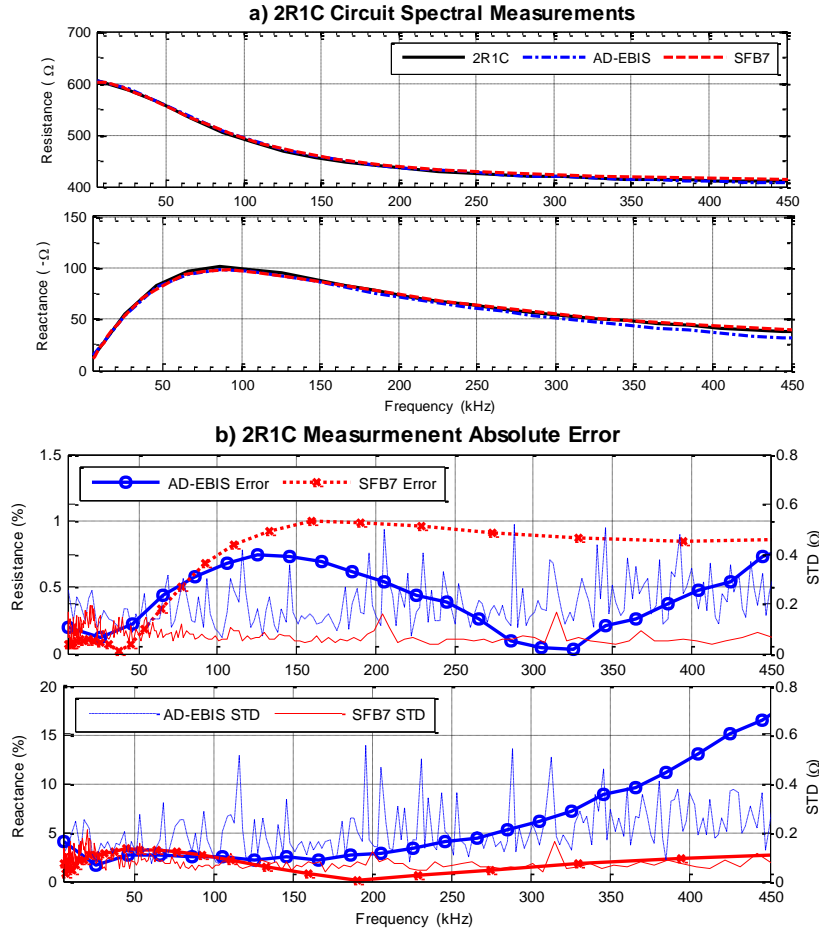 a) 2R1C Circuit Spectral Measurements
700
600
500
400
Resistance ( Ω )
2R1C AD-EBIS SFB7
50 100 150 200 250 300 350 400 450
150
100
50
0
Reactance ( -Ω )
50 100 150 200 250 300 350 400 450
Frequency (kHz)
b) 2R1C Measurmenent Absolute Error
1.5
1
0.5
0
Resistance (%)
AD-EBIS Error SFB7 Error
0.8
0.6
0.4
0.2
0
STD (Ω)
50 100 150 200 250 300 350 400 450
20
15
10
5
0
Reactance (%)
AD-EBIS STD SFB7 STD
0.8
0.6
0.4
0.2
0
STD (Ω)
50 100 150 200 250 300 350 400 450
Frequency (kHz)